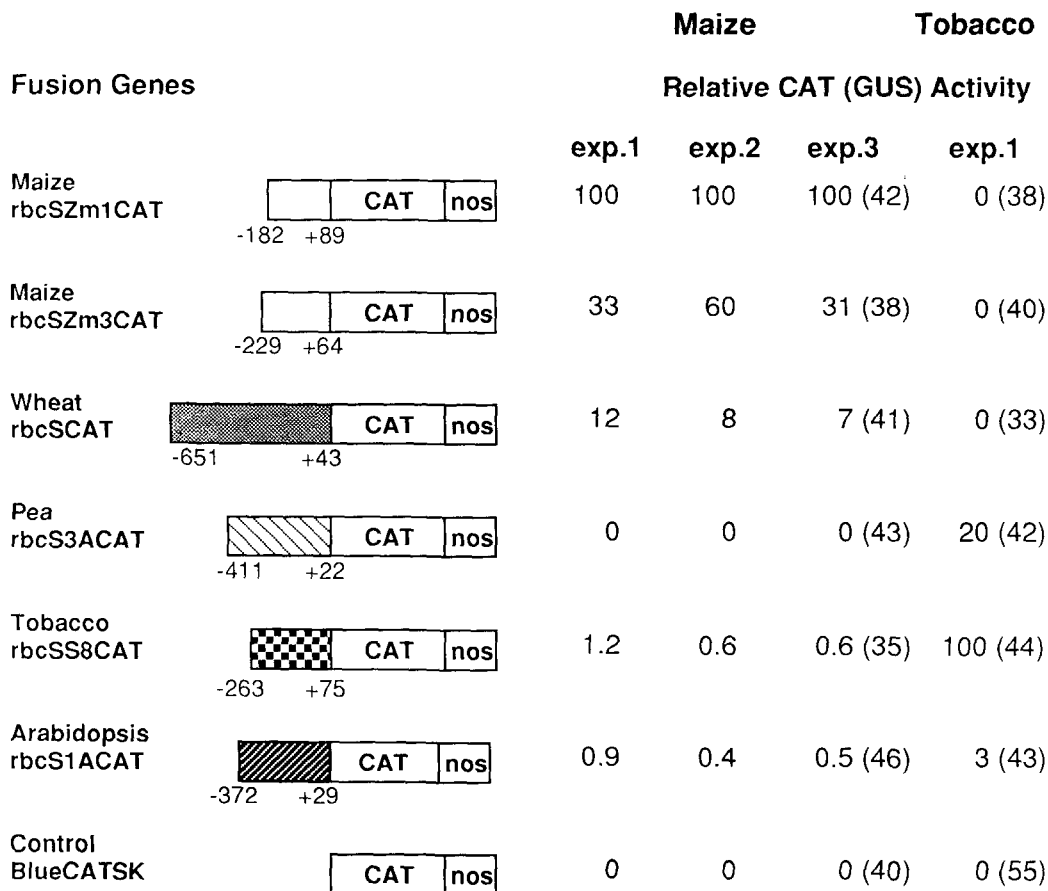 Maize Tobacco
Fusion Genes Relative CAT (GUS) Activity
exp.1 exp.2 exp.3 exp.1
Maize
rbcSZm1CAT CAT nos 100 100 100 (42) 0 (38)
-182 +89
Maize
rbcSZm3CAT CAT nos 33 60 31 (38) 0 (40)
-229 +64
Wheat
rbcSCAT CAT nos 12 8 7 (41) 0 (33)
-651 +43
Pea
rbcS3ACAT CAT nos 0 0 0 (43) 20 (42)
-411 +22
Tobacco
rbcSS8CAT CAT nos 1.2 0.6 0.6 (35) 100 (44)
-263 +75
Arabidopsis
rbcS1ACAT CAT nos 0.9 0.4 0.5 (46) 3 (43)
-372 +29
Control
BlueCATSK CAT nos 0 0 0 (40) 0 (55)